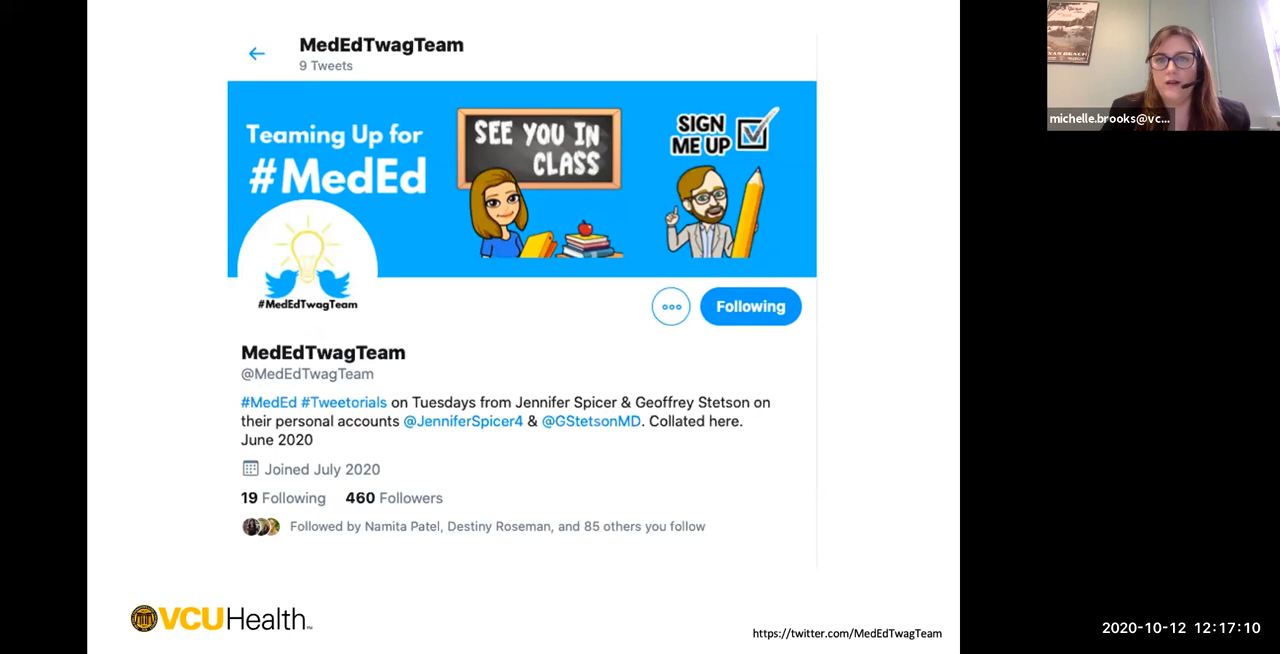 MedEdTwagTeam
9 Tweets
Teaming Up for
#MedEd
SEE YOU IN
CLASS
SIGN
ME UP
#MedEdTwagTeam
Following
MedEdTwagTeam
@MedEdTwagTeam
#MedEd #Tweetorials on Tuesdays from Jennifer Spicer & Geoffrey Stetson on
their personal accounts @JenniferSpicer4 & @GStetsonMD. Collated here.
June 2020
Joined July 2020
19 Following 460 Followers
Followed by Namita Patel, Destiny Roseman, and 85 others you follow
VCUHealth™
https://twitter.com/MedEdTwagTeam
michelle.brooks@vc...
2020-10-12 12:17:10